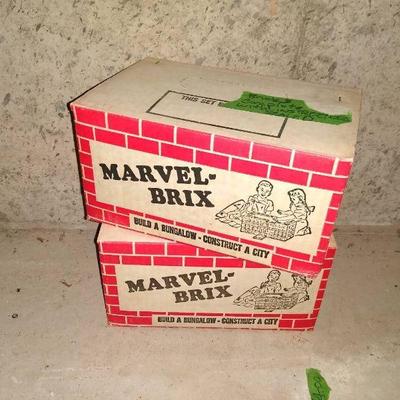 THIS SET
MARVEL-
BRIX
BUILD A BUNGALOW - CONSTRUCT A CITY
MARVEL-
BRIX
BUILD A BUNGALOW - CONSTRUCT A CITY